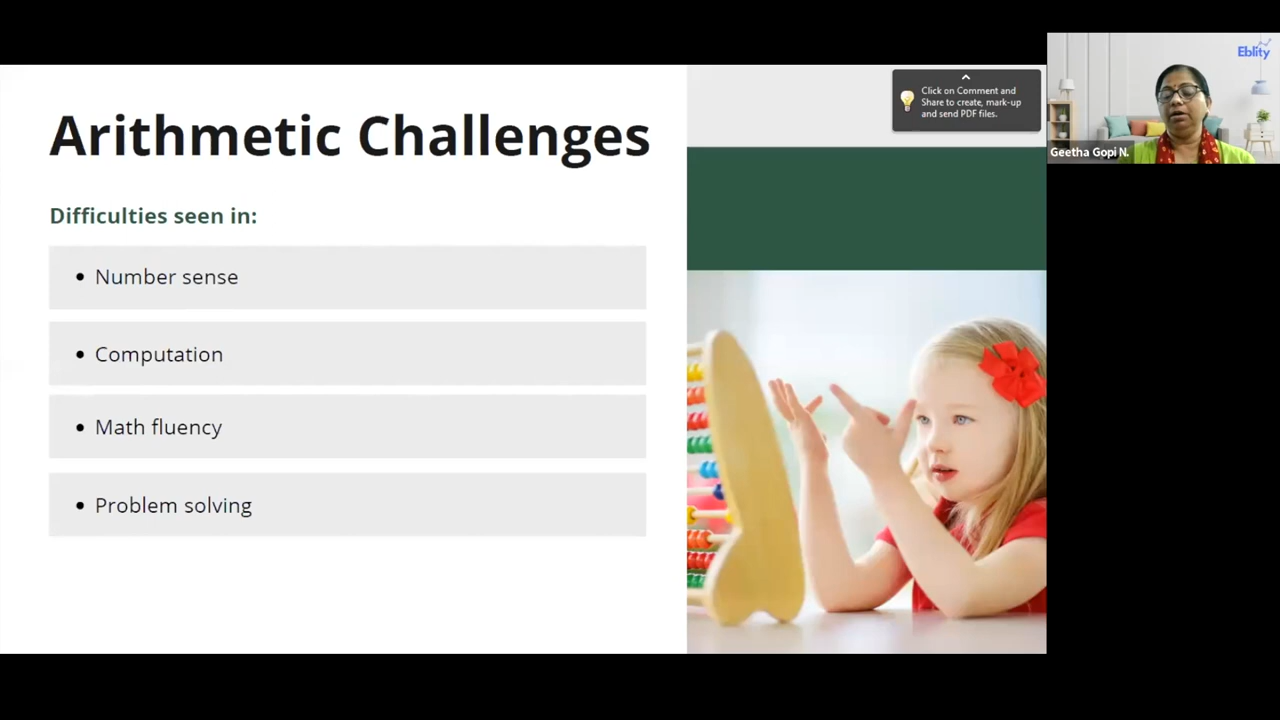 Arithmetic Challenges
Difficulties seen in:
• Number sense
• Computation
• Math fluency
• Problem solving
Click on Comment and
Share to create, mark-up
and send PDF files.
Eblity
Geetha Gopi N.